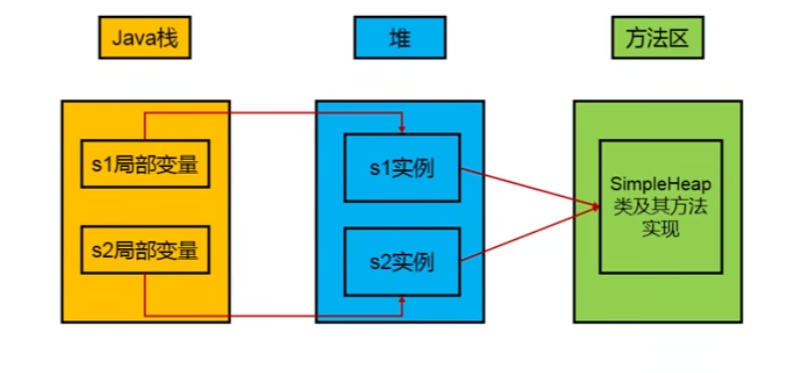 Java栈
堆
方法区
s1局部变量
s2局部变量
s1实例
s2实例
SimpleHeap
类及其方法
实现